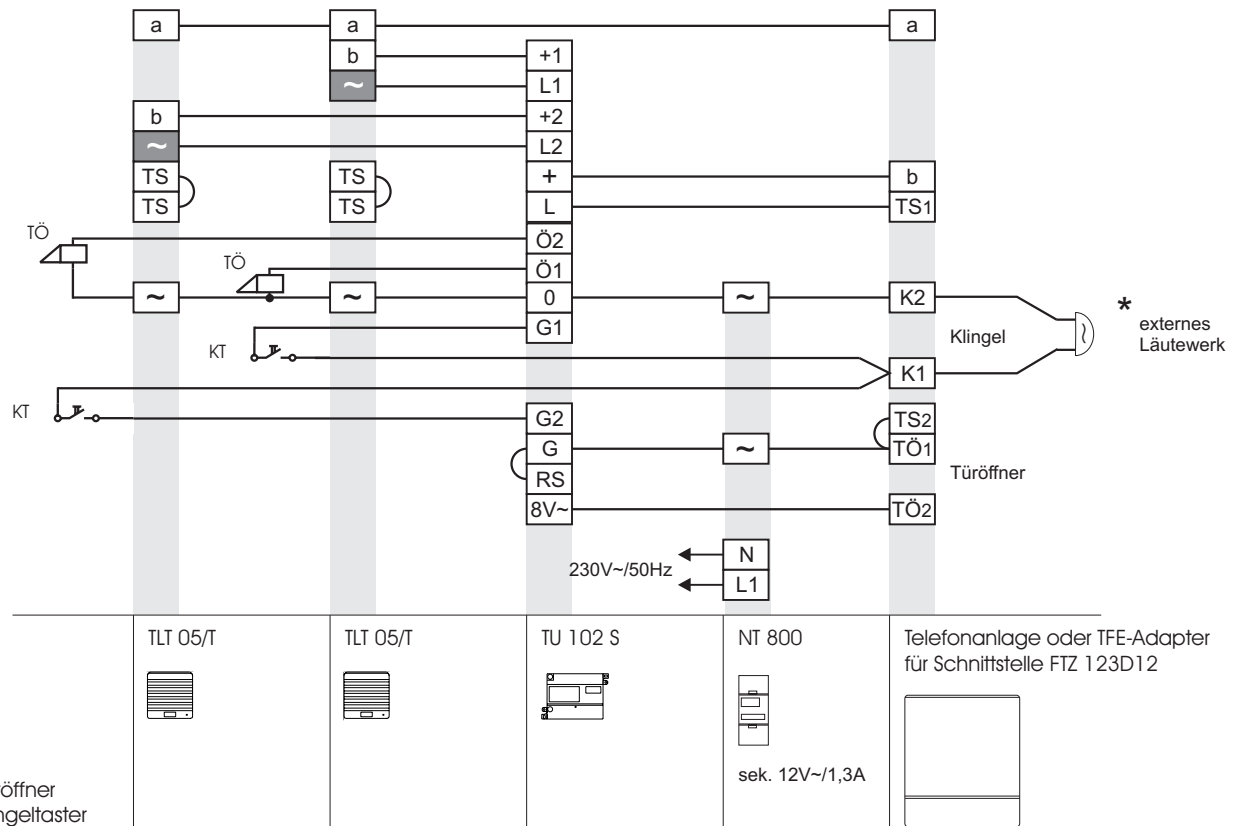 a a a
b +1
~ L1
b +2
~ L2
TS TS + b
TS TS L TS1
TÖ Ö2
TÖ Ö1
~ ~ 0 ~ K2
G1 Klingel * externes
Läutewerk
KT K1
KT G2 TS2
G ~ TÖ1
RS Türöffner
8V~ TÖ2
230V~/50Hz N
L1
TLT 05/T TLT 05/T TU 102 S NT 800 Telefonanlage oder TFE-Adapter
für Schnittstelle FTZ 123D12
sek. 12V~/1,3A
öffner
ngeltaster